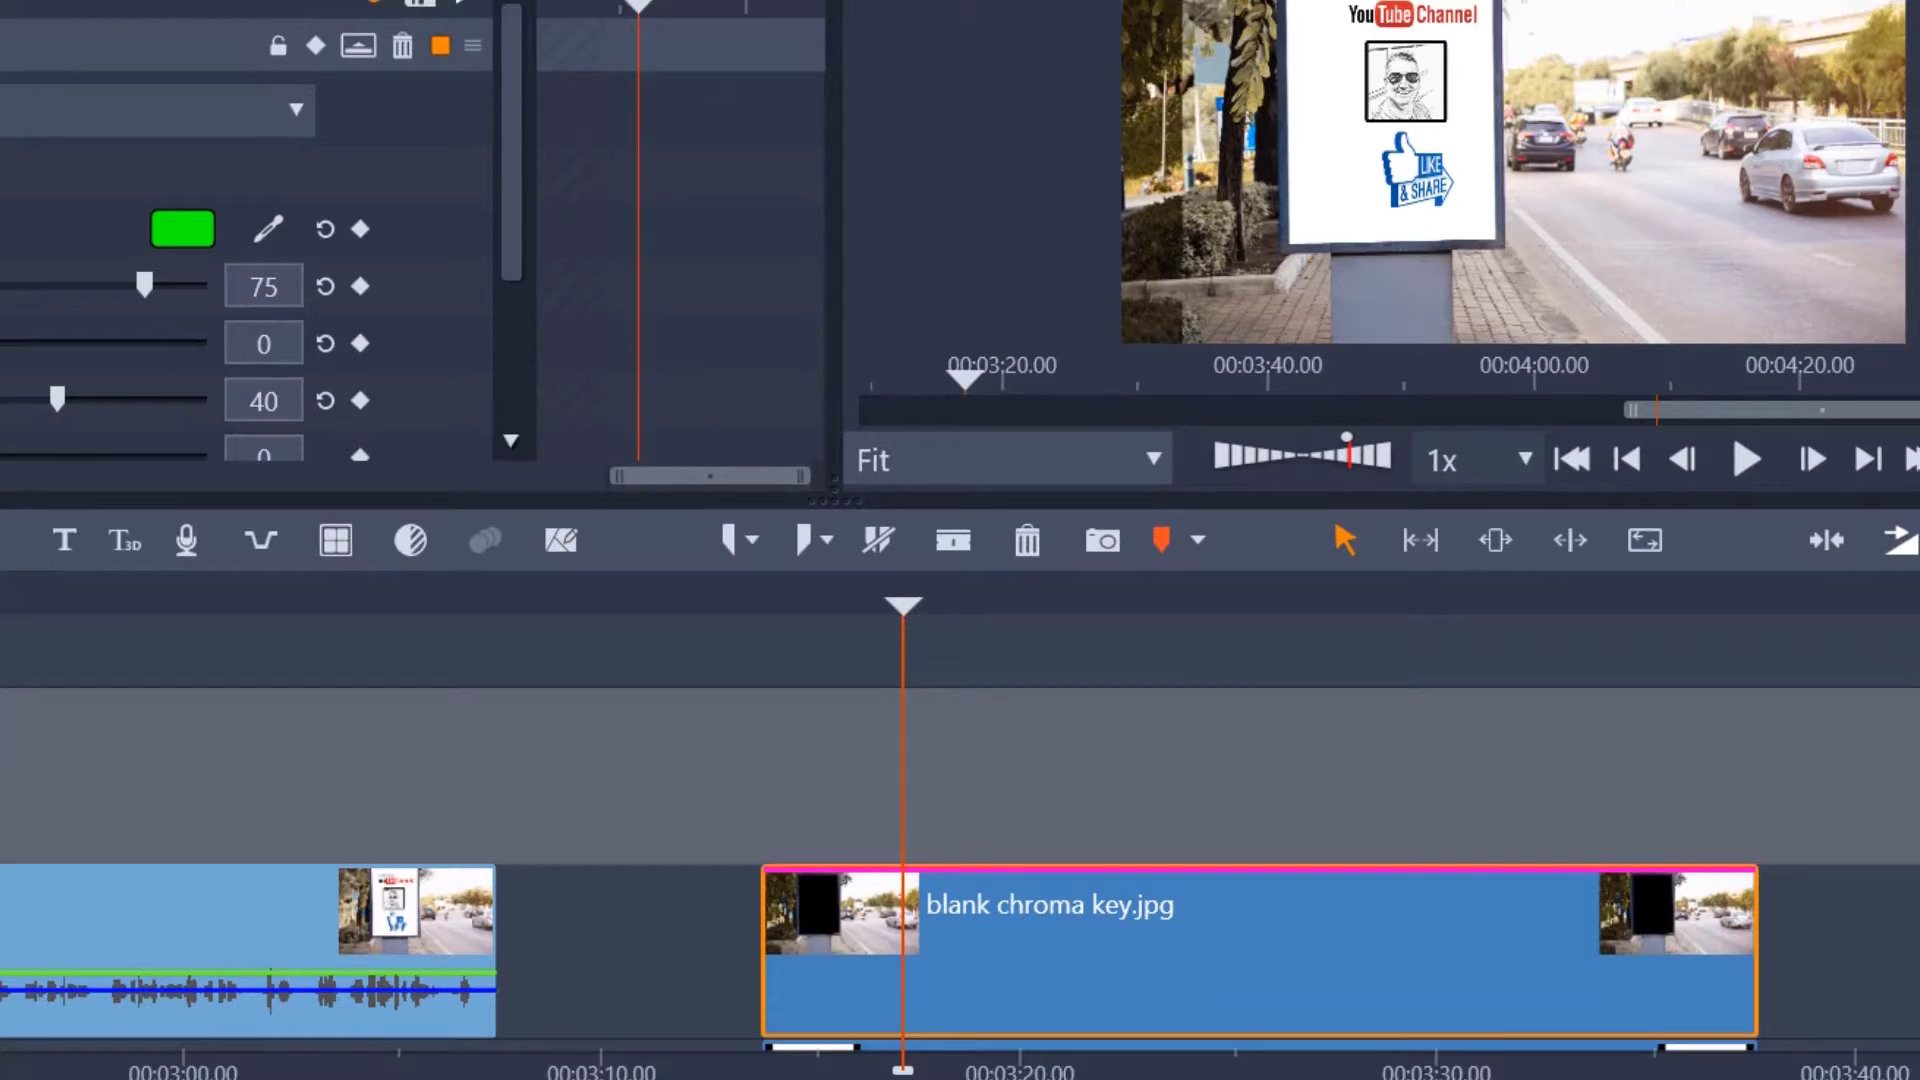 YouTube Channel
LIKE
& SHARE
75
0
40
0
00:03:20.00
00:03:40.00
00:04:00.00
00:04:20.00
Fit
1x
T
T3D
blank chroma key.jpg
00:03:00.00
00:03:10.00
00:03:20.00
00:03:30.00
00:03:40.00